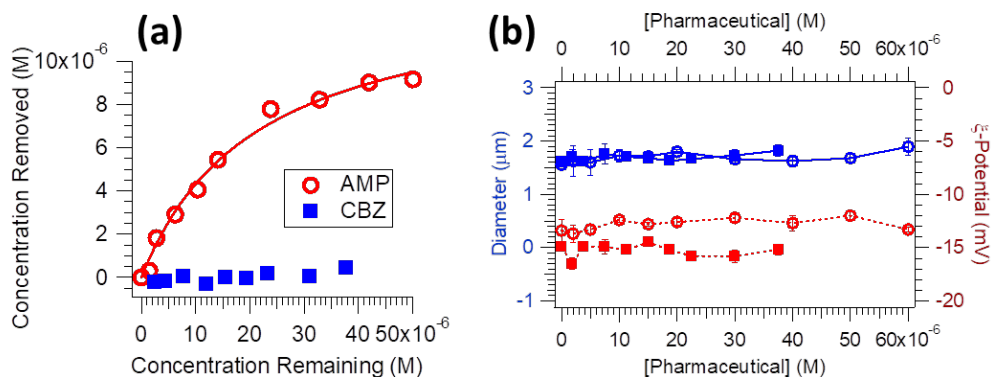 (a)
10x10⁻⁶
8
6
4
2
0
Concentration Removed (M)
AMP
CBZ
0
10
20
30
40
50x10⁻⁶
Concentration Remaining (M)
(b)
[Pharmaceutical] (M)
0
10
20
30
40
50
60x10⁻⁶
3
2
1
0
-1
Diameter (μm)
0
-5
-10
-15
-20
ξ-Potential (mV)
0
10
20
30
40
50
60x10⁻⁶
[Pharmaceutical] (M)